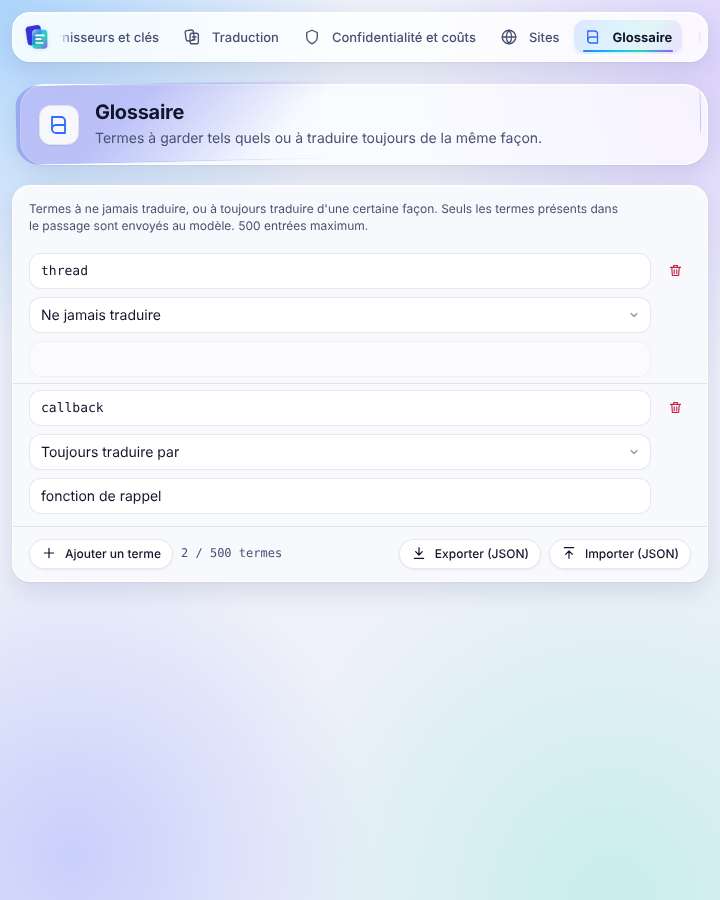 Traduction
Confidentialité et coûts
Sites
Glossaire
Glossaire
Termes à garder tels quels ou à traduire toujours de la même façon.
Termes à ne jamais traduire, ou à toujours traduire d'une certaine façon. Seuls les termes présents dans
le passage sont envoyés au modèle. 500 entrées maximum.
thread
Ne jamais traduire
callback
Toujours traduire par
fonction de rappel
Ajouter un terme
2 / 500 termes
Exporter (JSON)
Importer (JSON)